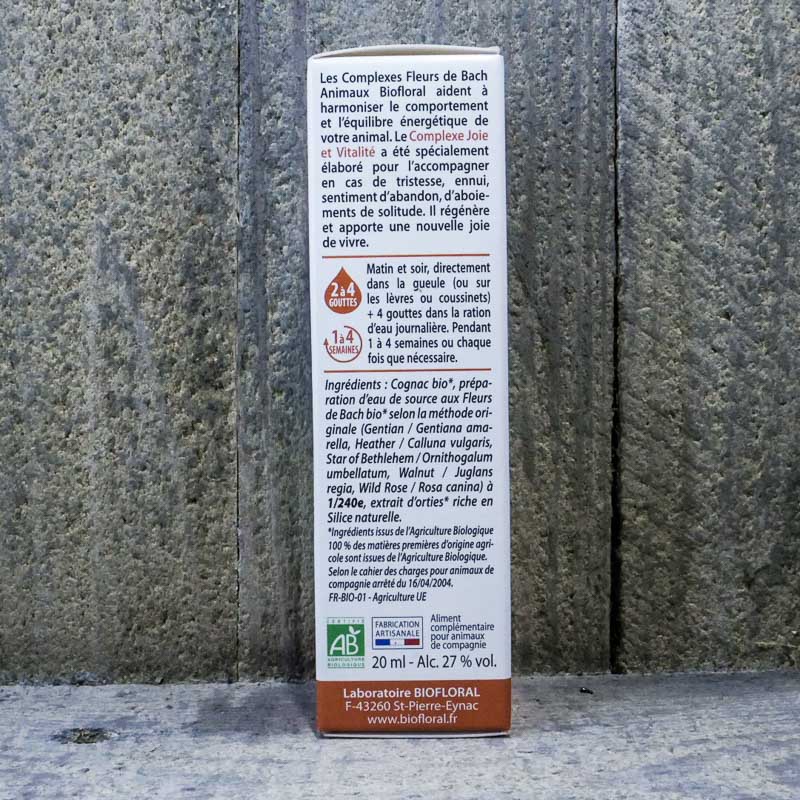 Les Complexes Fleurs de Bach
Animaux Biofloral aident à
harmoniser le comportement
et l'équilibre énergétique de
votre animal. Le Complexe Joie
et Vitalité a été spécialement
élaboré pour l'accompagner
en cas de tristesse, ennui,
sentiment d'abandon, d'aboie-
ments de solitude. Il régénère
et apporte une nouvelle joie
de vivre.
2 à 4
GOUTTES
Matin et soir, directement
dans la gueule (ou sur
les lèvres ou coussinets)
+ 4 gouttes dans la ration
d'eau journalière. Pendant
1 à 4 semaines ou chaque
fois que nécessaire.
1 à 4
SEMAINES
Ingrédients : Cognac bio*, prépa-
ration d'eau de source aux Fleurs
de Bach bio* selon la méthode ori-
ginale (Gentian / Gentiana ama-
rella, Heather / Calluna vulgaris,
Star of Bethlehem / Ornithogalum
umbellatum, Walnut / Juglans
regia, Wild Rose / Rosa canina) à
1/240e, extrait d'orties* riche en
Silice naturelle.
*Ingrédients issus de l'Agriculture Biologique
100 % des matières premières d'origine agri-
cole sont issues de l'Agriculture Biologique.
Selon le cahier des charges pour animaux de
compagnie arrêté du 16/04/2004.
FR-BIO-01 - Agriculture UE
CERTIFIÉ
AB
AGRICULTURE
BIOLOGIQUE
FABRICATION
ARTISANALE
Aliment
complémentaire
pour animaux
de compagnie
20 ml - Alc. 27 % vol.
Laboratoire BIOFLORAL
F-43260 St-Pierre-Eynac
www.biofloral.fr